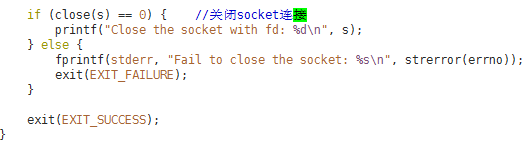 if (close(s) == 0) {    //关闭socket连接
        printf("Close the socket with fd: %d\n", s);
    } else {
        fprintf(stderr, "Fail to close the socket: %s\n", strerror(errno));
        exit(EXIT_FAILURE);
    }

    exit(EXIT_SUCCESS);
}